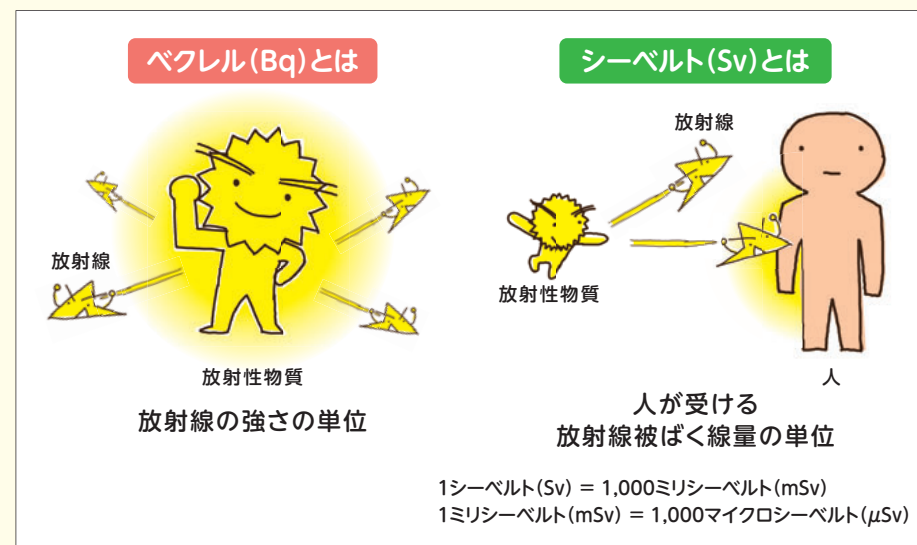 ベクレル(Bq)とは
放射線
放射性物質
放射線の強さの単位
シーベルト(Sv)とは
放射線
放射性物質
人
人が受ける
放射線被ばく線量の単位
1シーベルト(Sv) = 1,000ミリシーベルト(mSv)
1ミリシーベルト(mSv) = 1,000マイクロシーベルト(μSv)